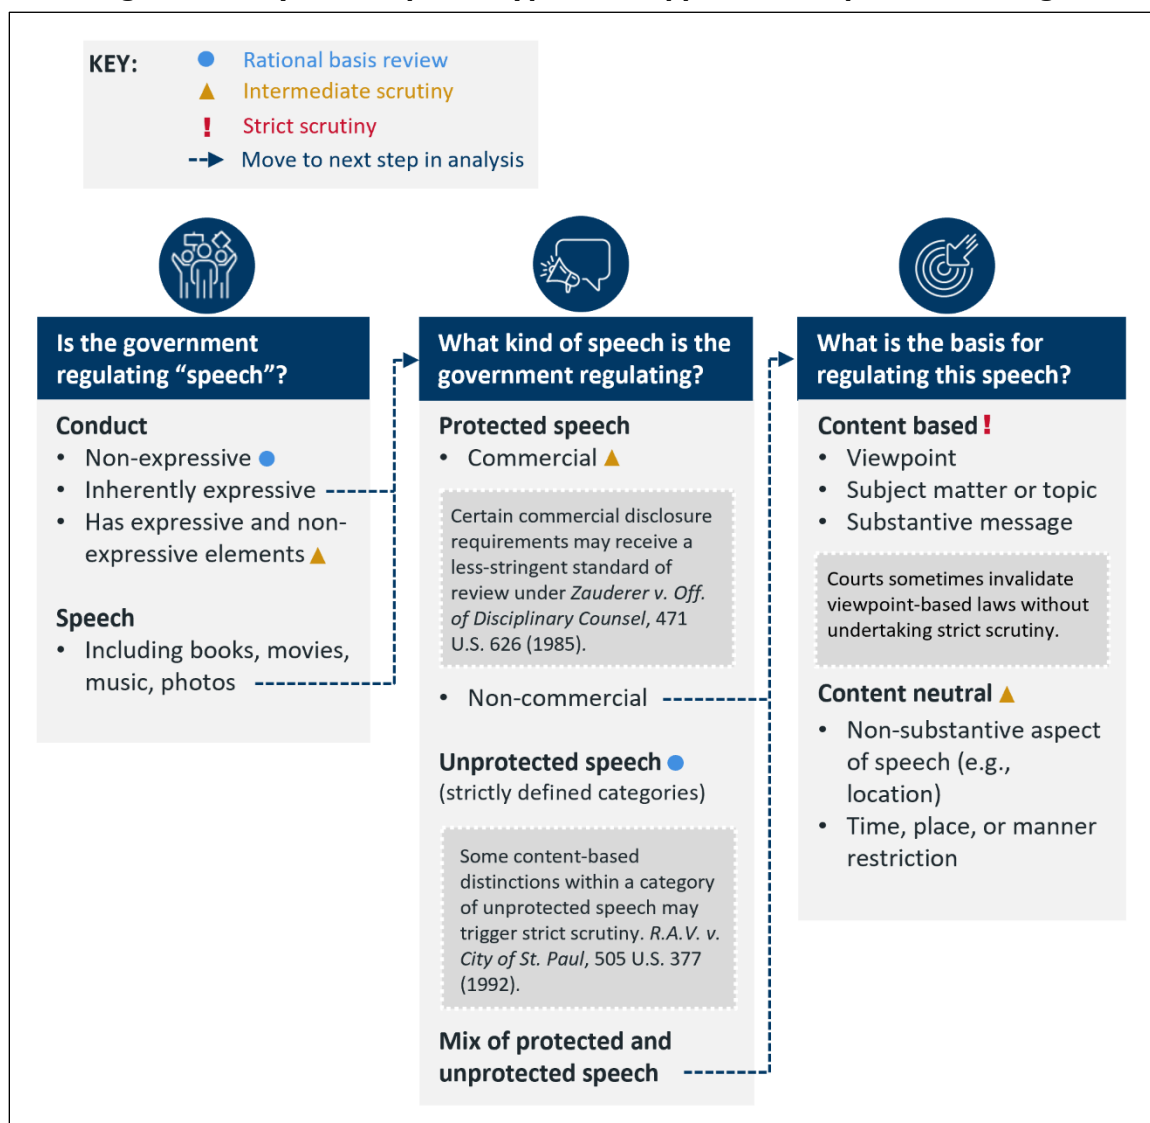 KEY:
Rational basis review
Intermediate scrutiny
! Strict scrutiny
Move to next step in analysis
Is the government
regulating “speech”?
Conduct
• Non-expressive
• Inherently expressive
• Has expressive and non-
expressive elements
Speech
• Including books, movies,
music, photos
What kind of speech is the
government regulating?
Protected speech
• Commercial
Certain commercial disclosure
requirements may receive a
less-stringent standard of
review under Zauderer v. Off.
of Disciplinary Counsel, 471
U.S. 626 (1985).
• Non-commercial
Unprotected speech
(strictly defined categories)
Some content-based
distinctions within a category
of unprotected speech may
trigger strict scrutiny. R.A.V. v.
City of St. Paul, 505 U.S. 377
(1992).
Mix of protected and
unprotected speech
What is the basis for
regulating this speech?
Content based !
• Viewpoint
• Subject matter or topic
• Substantive message
Courts sometimes invalidate
viewpoint-based laws without
undertaking strict scrutiny.
Content neutral
• Non-substantive aspect
of speech (e.g.,
location)
• Time, place, or manner
restriction